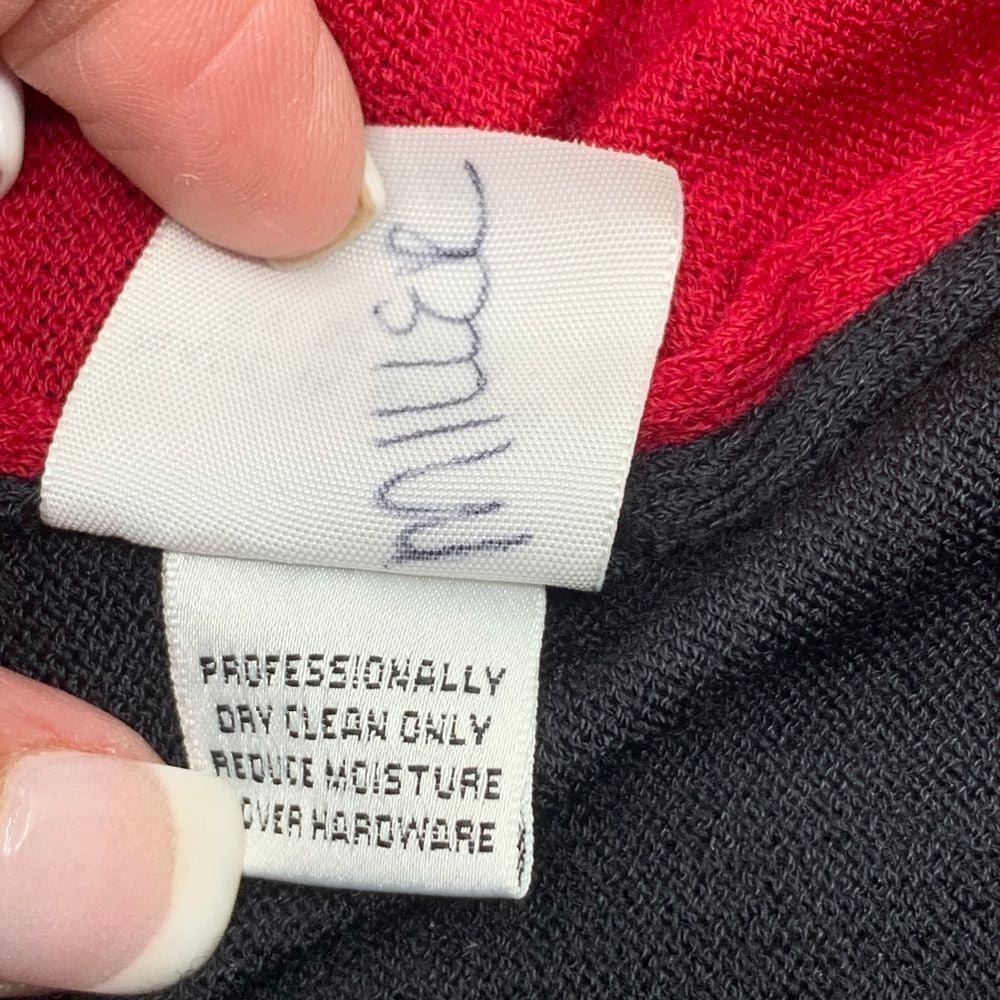 PROFESSIONALLY
DRY CLEAN ONLY
REDUCE MOISTURE
OVER HARDWARE